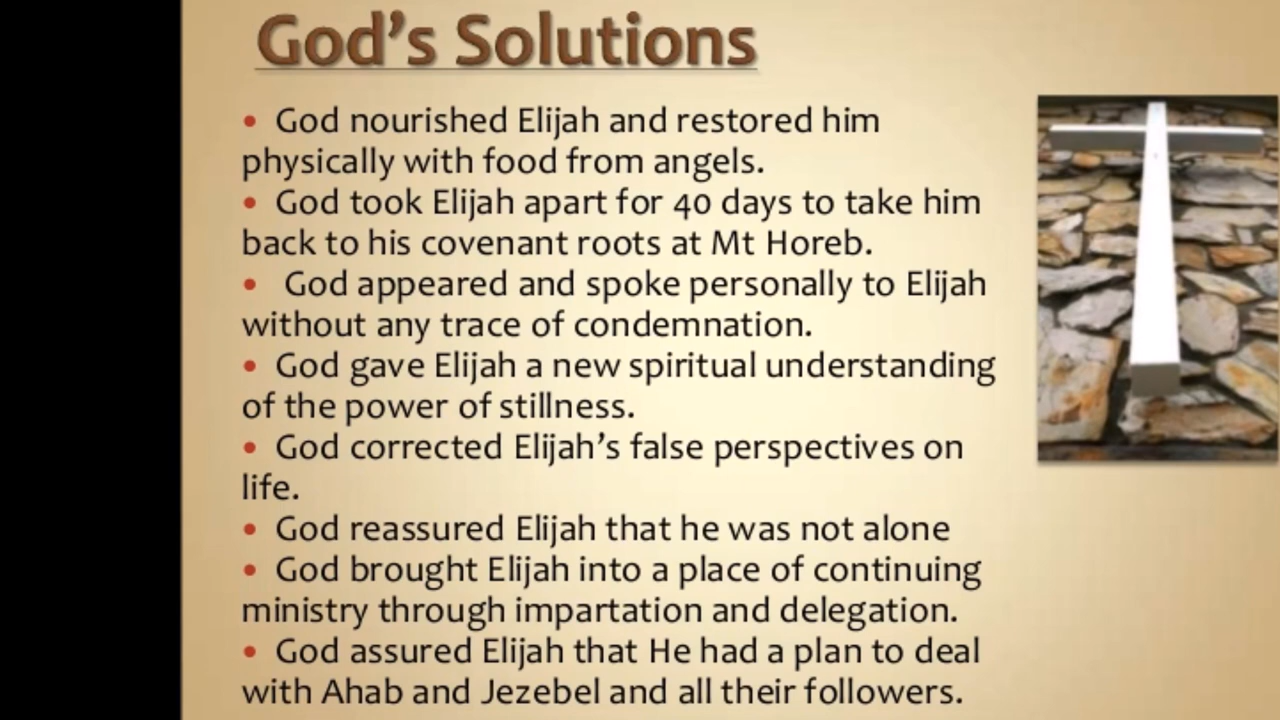 God’s Solutions
• God nourished Elijah and restored him
physically with food from angels.
• God took Elijah apart for 40 days to take him
back to his covenant roots at Mt Horeb.
• God appeared and spoke personally to Elijah
without any trace of condemnation.
• God gave Elijah a new spiritual understanding
of the power of stillness.
• God corrected Elijah’s false perspectives on
life.
• God reassured Elijah that he was not alone
• God brought Elijah into a place of continuing
ministry through impartation and delegation.
• God assured Elijah that He had a plan to deal
with Ahab and Jezebel and all their followers.